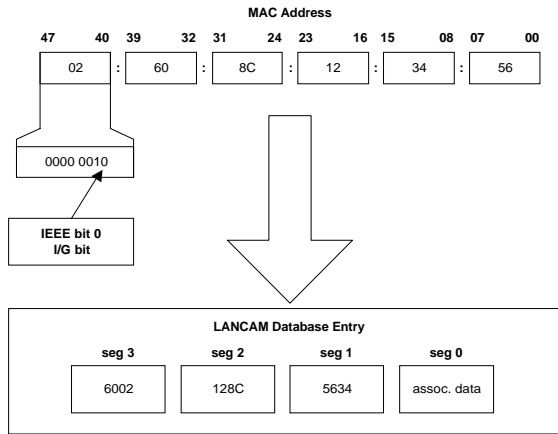 MAC Address
47 40 39 32 31 24 23 16 15 08 07 00
02 : 60 : 8C : 12 : 34 : 56
0000 0010
IEEE bit 0
I/G bit
LANCAM Database Entry
seg 3 seg 2 seg 1 seg 0
6002 128C 5634 assoc. data